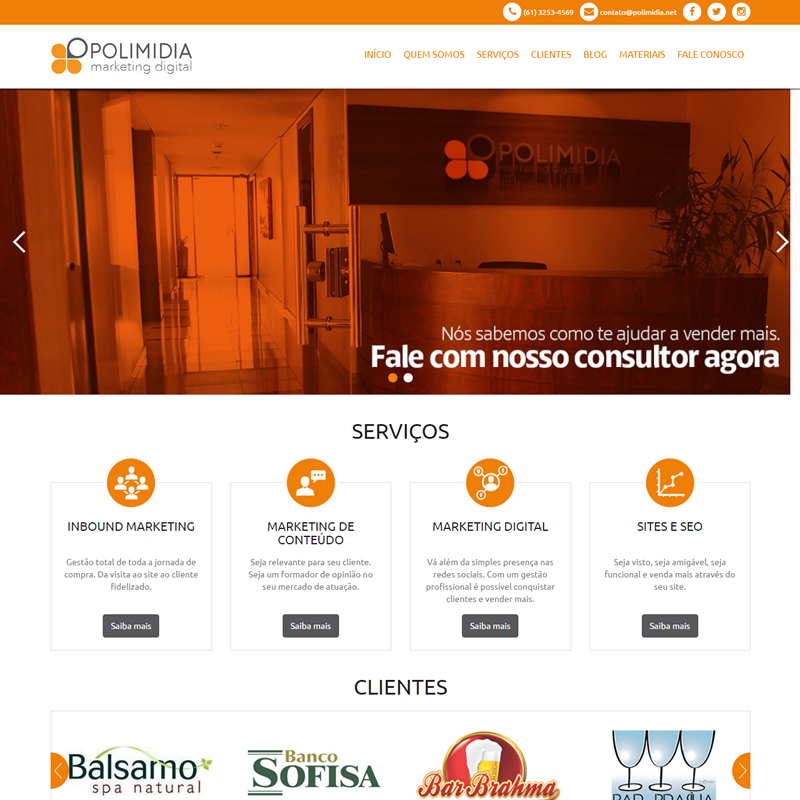 (61) 3253-4569 contato@polimidia.net
POLIMIDIA
marketing digital
INÍCIO QUEM SOMOS SERVIÇOS CLIENTES BLOG MATERIAIS FALE CONOSCO
POLIMIDIA
marketing digital
Nós sabemos como te ajudar a vender mais.
Fale com nosso consultor agora
SERVIÇOS
INBOUND MARKETING
Gestão total de toda a jornada de
compra. Da visita ao site ao cliente
fidelizado.
Saiba mais
MARKETING DE
CONTEÚDO
Seja relevante para seu cliente.
Seja um formador de opinião no
seu mercado de atuação.
Saiba mais
MARKETING DIGITAL
Vá além da simples presença nas
redes sociais. Com um gestão
profissional é possível conquistar
clientes e vender mais.
Saiba mais
SITES E SEO
Seja visto, seja amigável, seja
funcional e venda mais através do
seu site.
Saiba mais
CLIENTES
Balsamo
spa natural
Banco
SOFISA
Bar Brahma